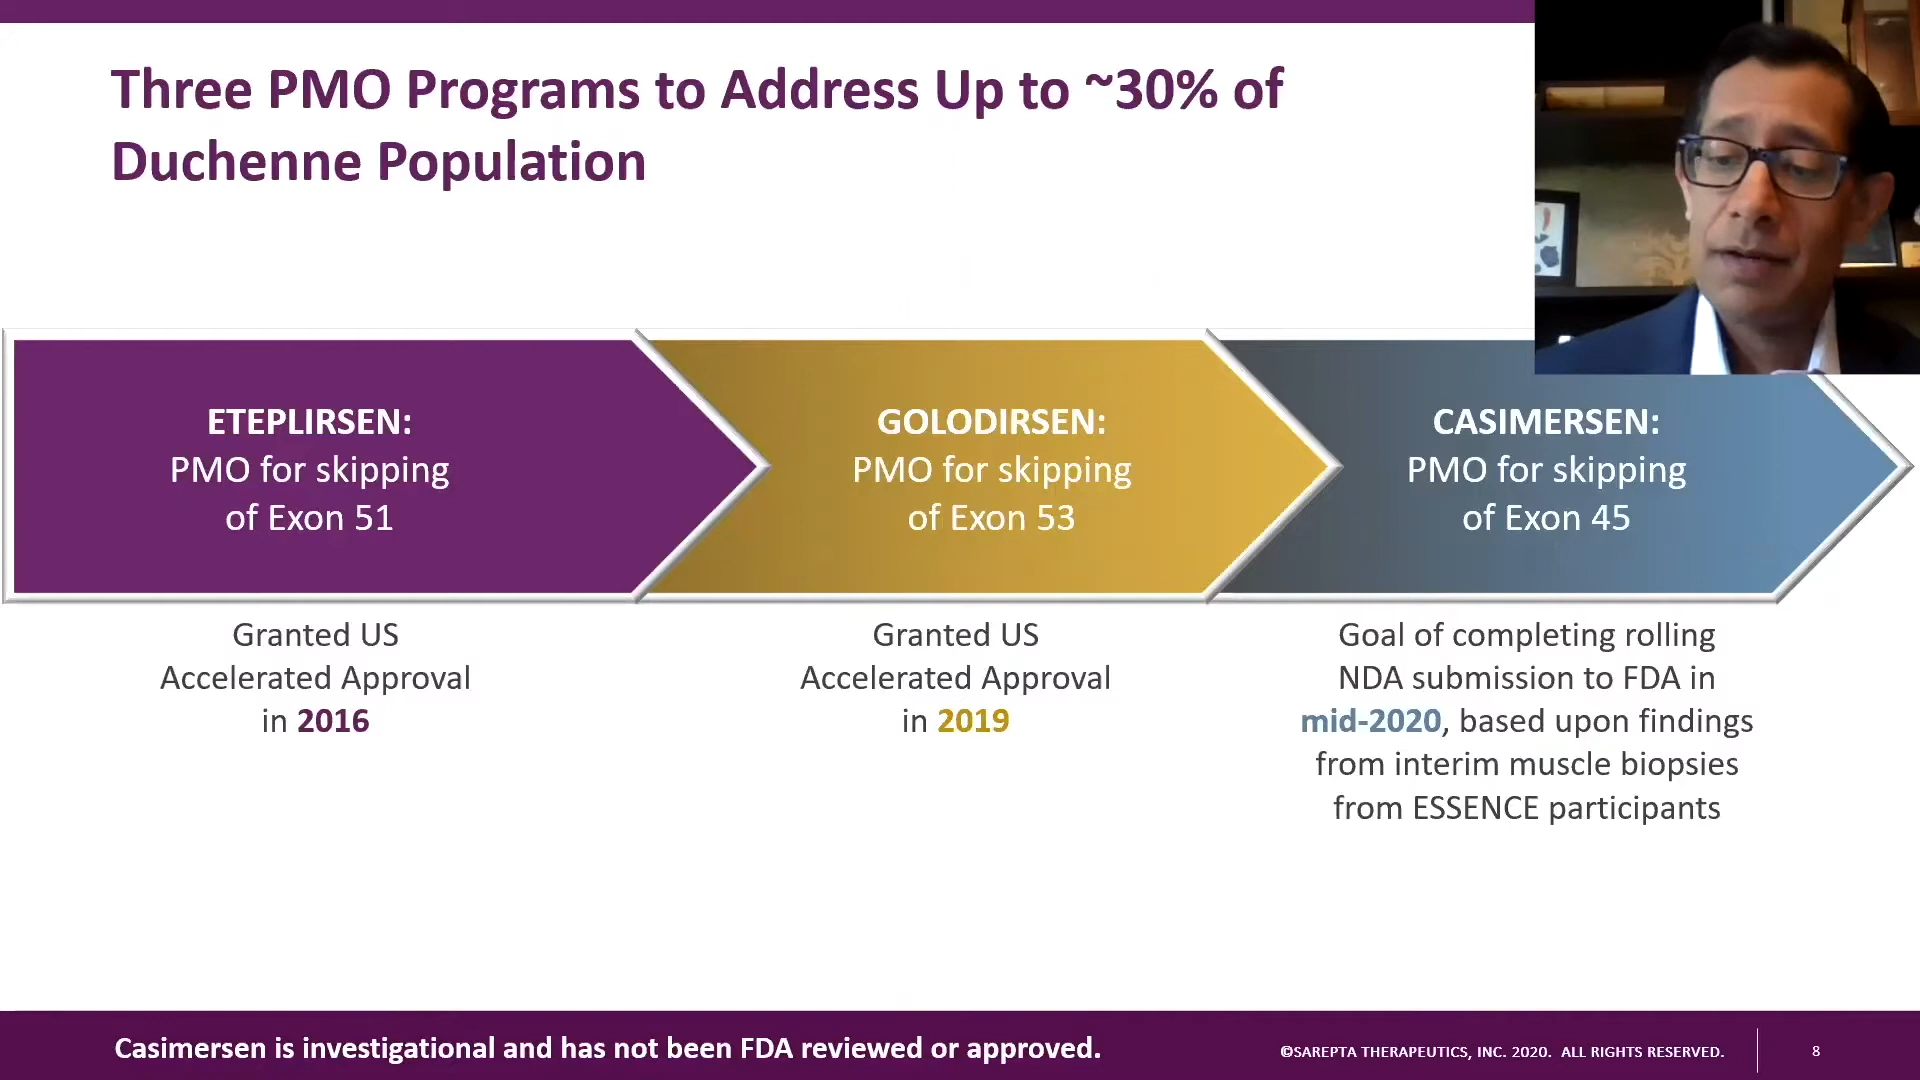 Three PMO Programs to Address Up to ~30% of
Duchenne Population
ETEPLIRSEN:
PMO for skipping
of Exon 51
GOLODIRSEN:
PMO for skipping
of Exon 53
CASIMERSEN:
PMO for skipping
of Exon 45
Granted US
Accelerated Approval
in 2016
Granted US
Accelerated Approval
in 2019
Goal of completing rolling
NDA submission to FDA in
mid-2020, based upon findings
from interim muscle biopsies
from ESSENCE participants
Casimersen is investigational and has not been FDA reviewed or approved.
©SAREPTA THERAPEUTICS, INC. 2020. ALL RIGHTS RESERVED.
8